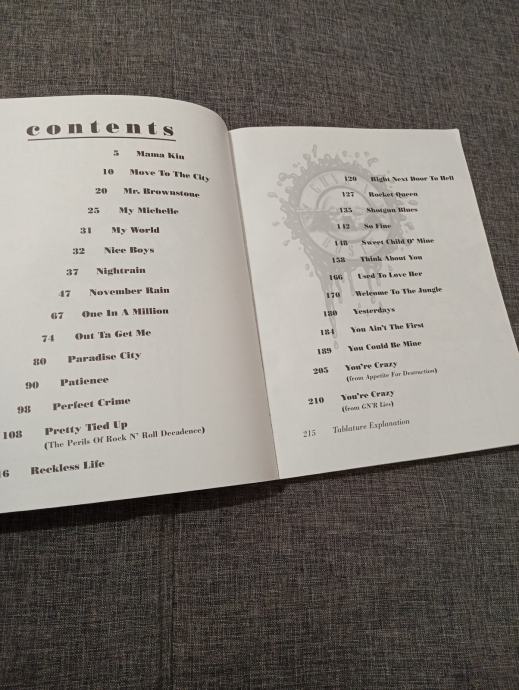 contents
5 Mama Kin
10 Move To The City
20 Mr. Brownstone
25 My Michelle
31 My World
32 Nice Boys
37 Nightrain
47 November Rain
67 One In A Million
74 Out Ta Get Me
80 Paradise City
90 Patience
98 Perfect Crime
108 Pretty Tied Up
(The Perils Of Rock N' Roll Decadence)
6 Reckless Life
120 Right Next Door To Hell
127 Rocket Queen
135 Shotgun Blues
142 So Fine
148 Sweet Child O' Mine
158 Think About You
166 Used To Love Her
170 Welcome To The Jungle
180 Yesterdays
184 You Ain't The First
189 You Could Be Mine
205 You're Crazy
(from Appetite For Destruction)
210 You're Crazy
(from GN'R Lies)
215 Tablature Explanation